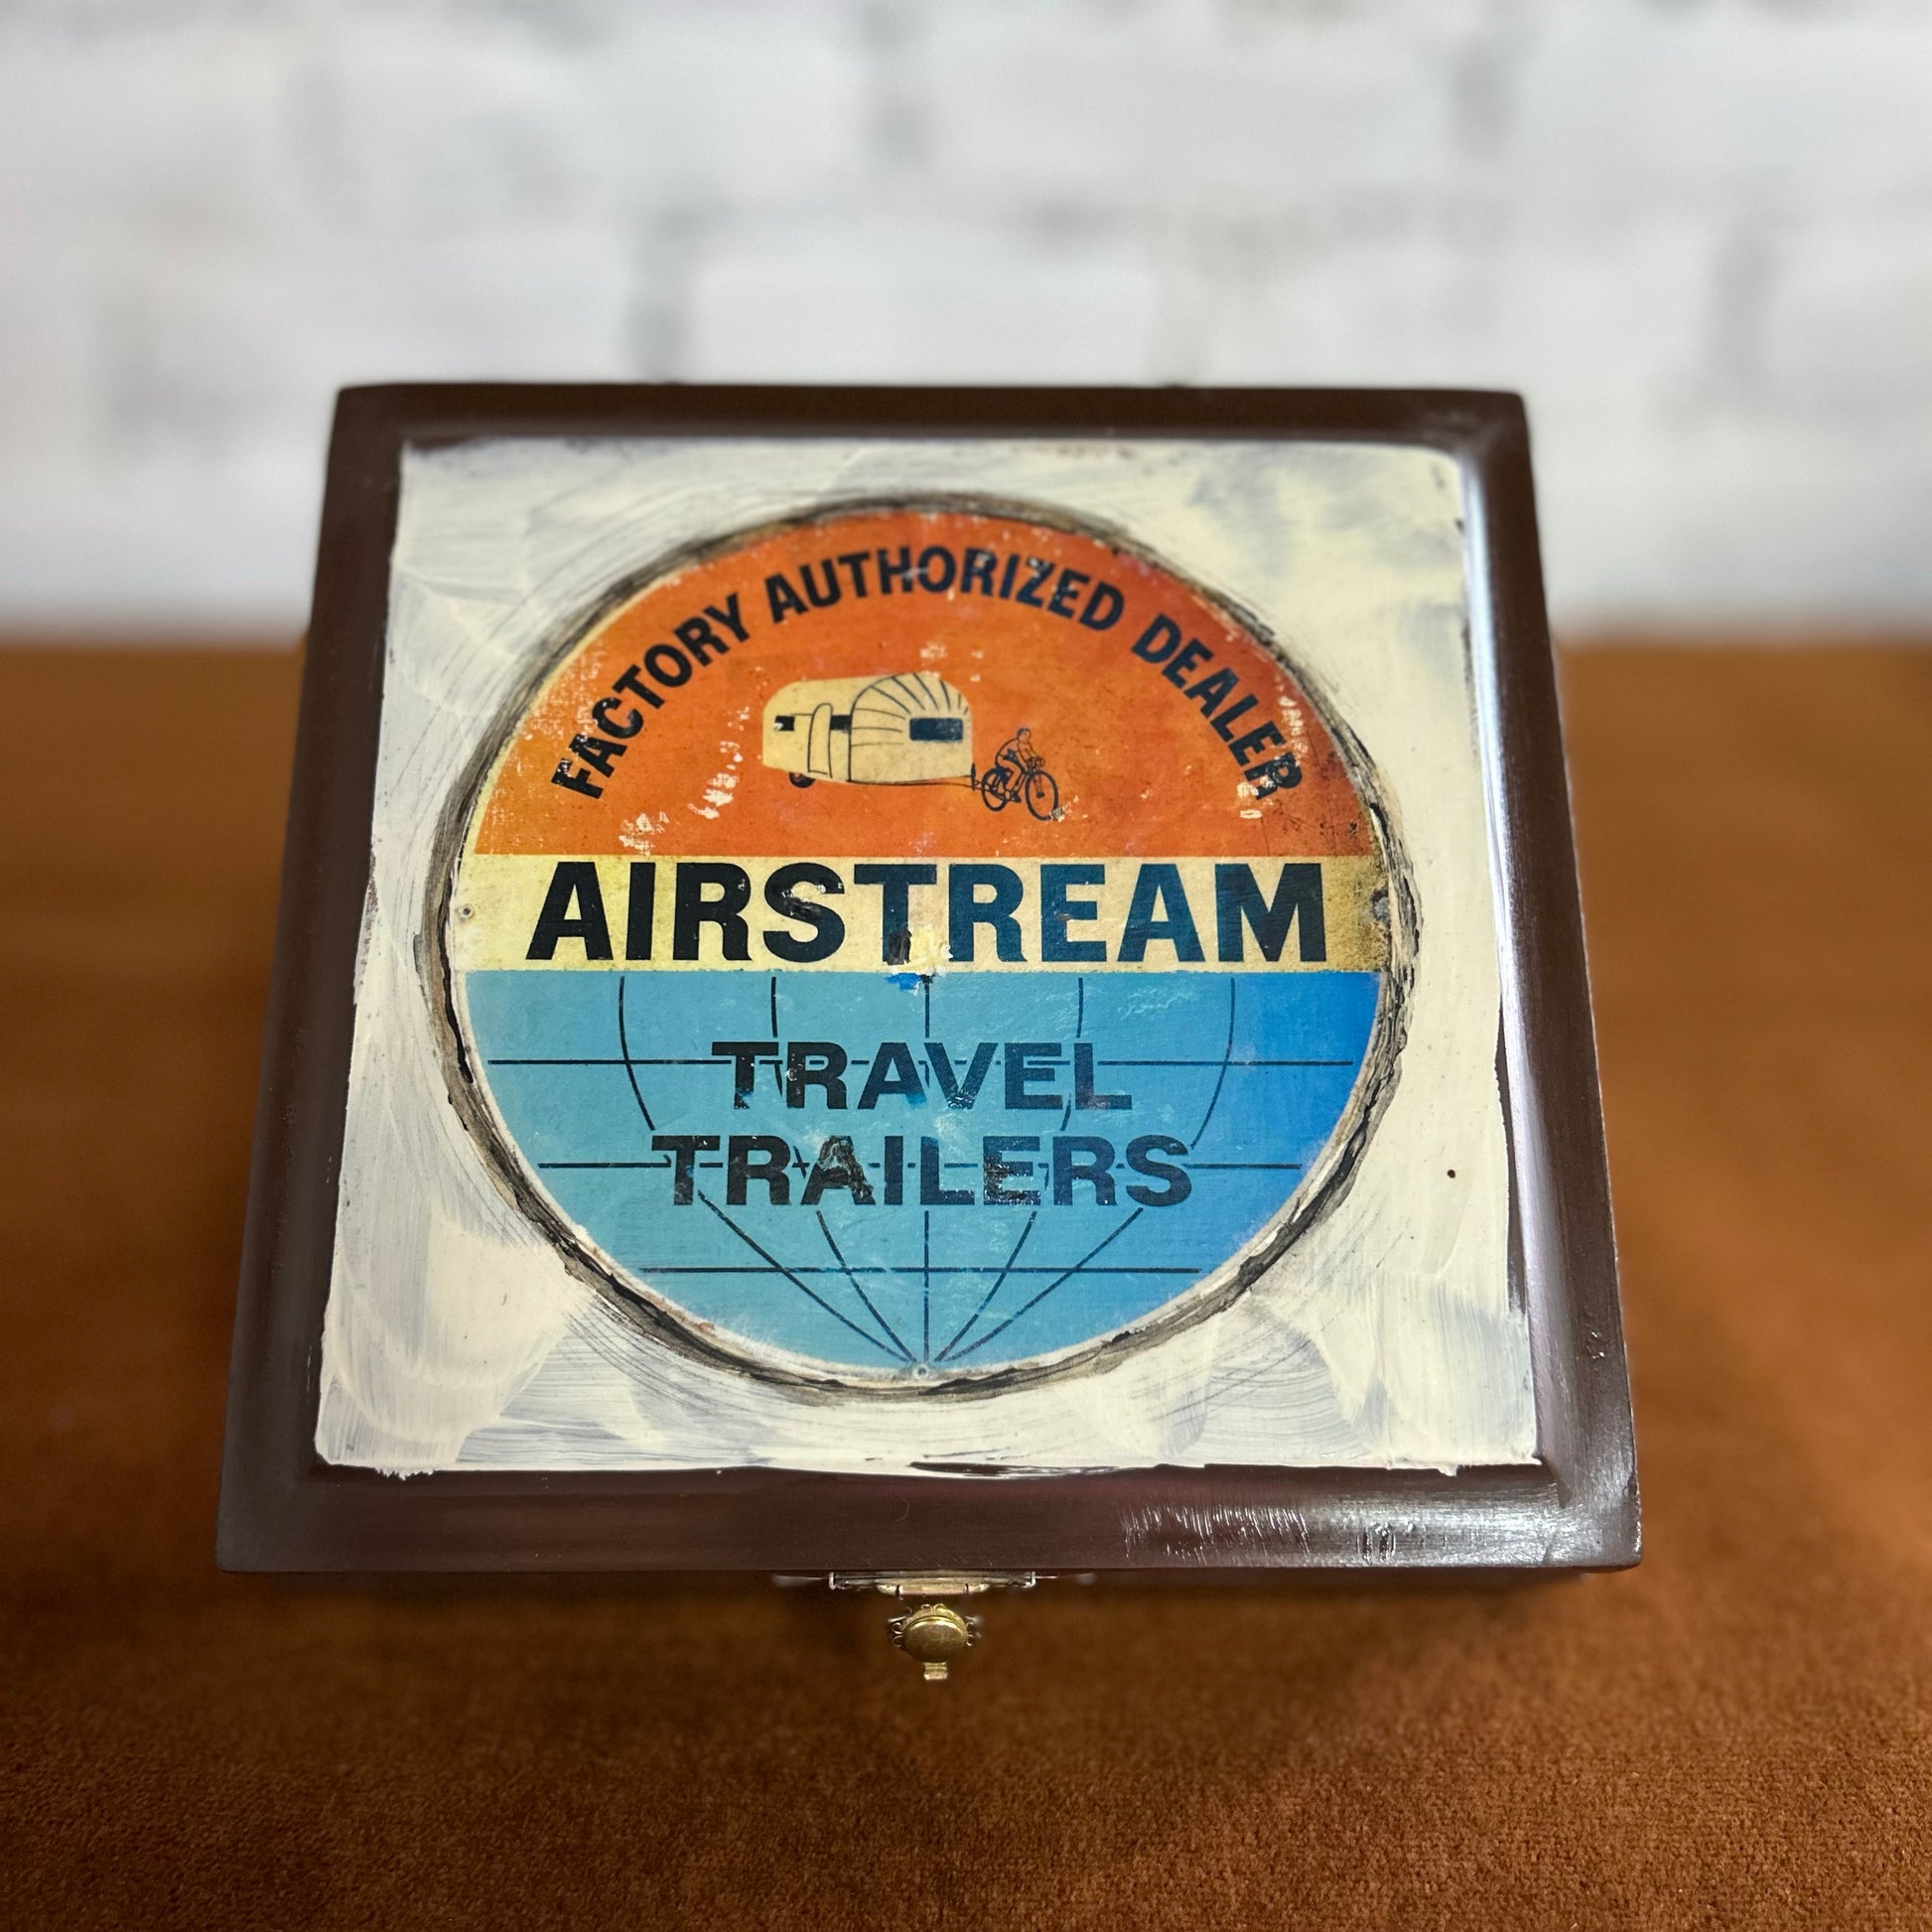 FACTORY AUTHORIZED DEALER
AIRSTREAM
TRAVEL
TRAILERS